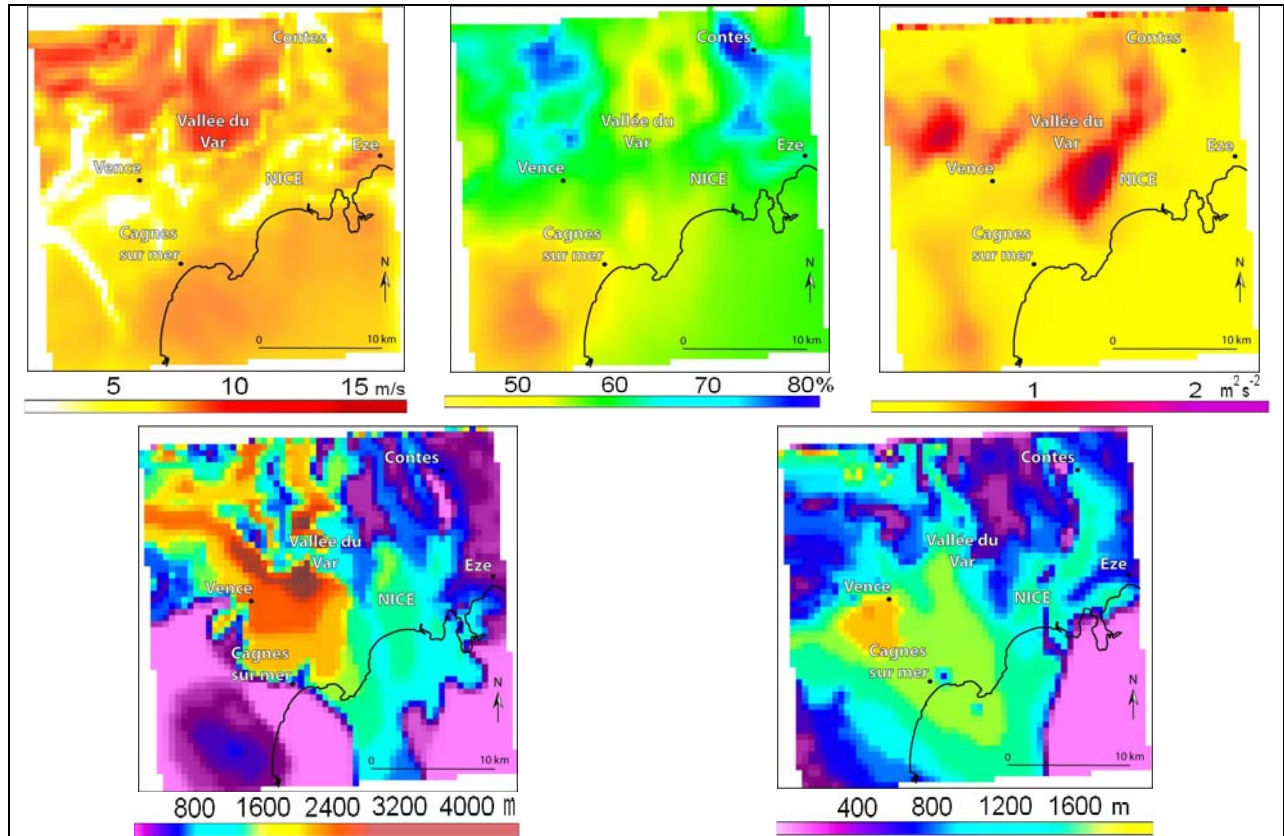 Contes
Vallée du
Var
Eze
Vence
NICE
Cagnes
sur mer
N
0 10 km
5 10 15 m/s
Contes
Vallée du
Var
Eze
Vence
NICE
Cagnes
sur mer
N
0 10 km
50 60 70 80%
Contes
Vallée du
Var
Eze
Vence
NICE
Cagnes
sur mer
N
0 10 km
1 2 m²s⁻²
Contes
Vallée du
Var
Eze
Vence
NICE
Cagnes
sur mer
N
0 10 km
800 1600 2400 3200 4000 m
Contes
Vallée du
Var
Eze
Vence
NICE
Cagnes
sur mer
N
0 10 km
400 800 1200 1600 m